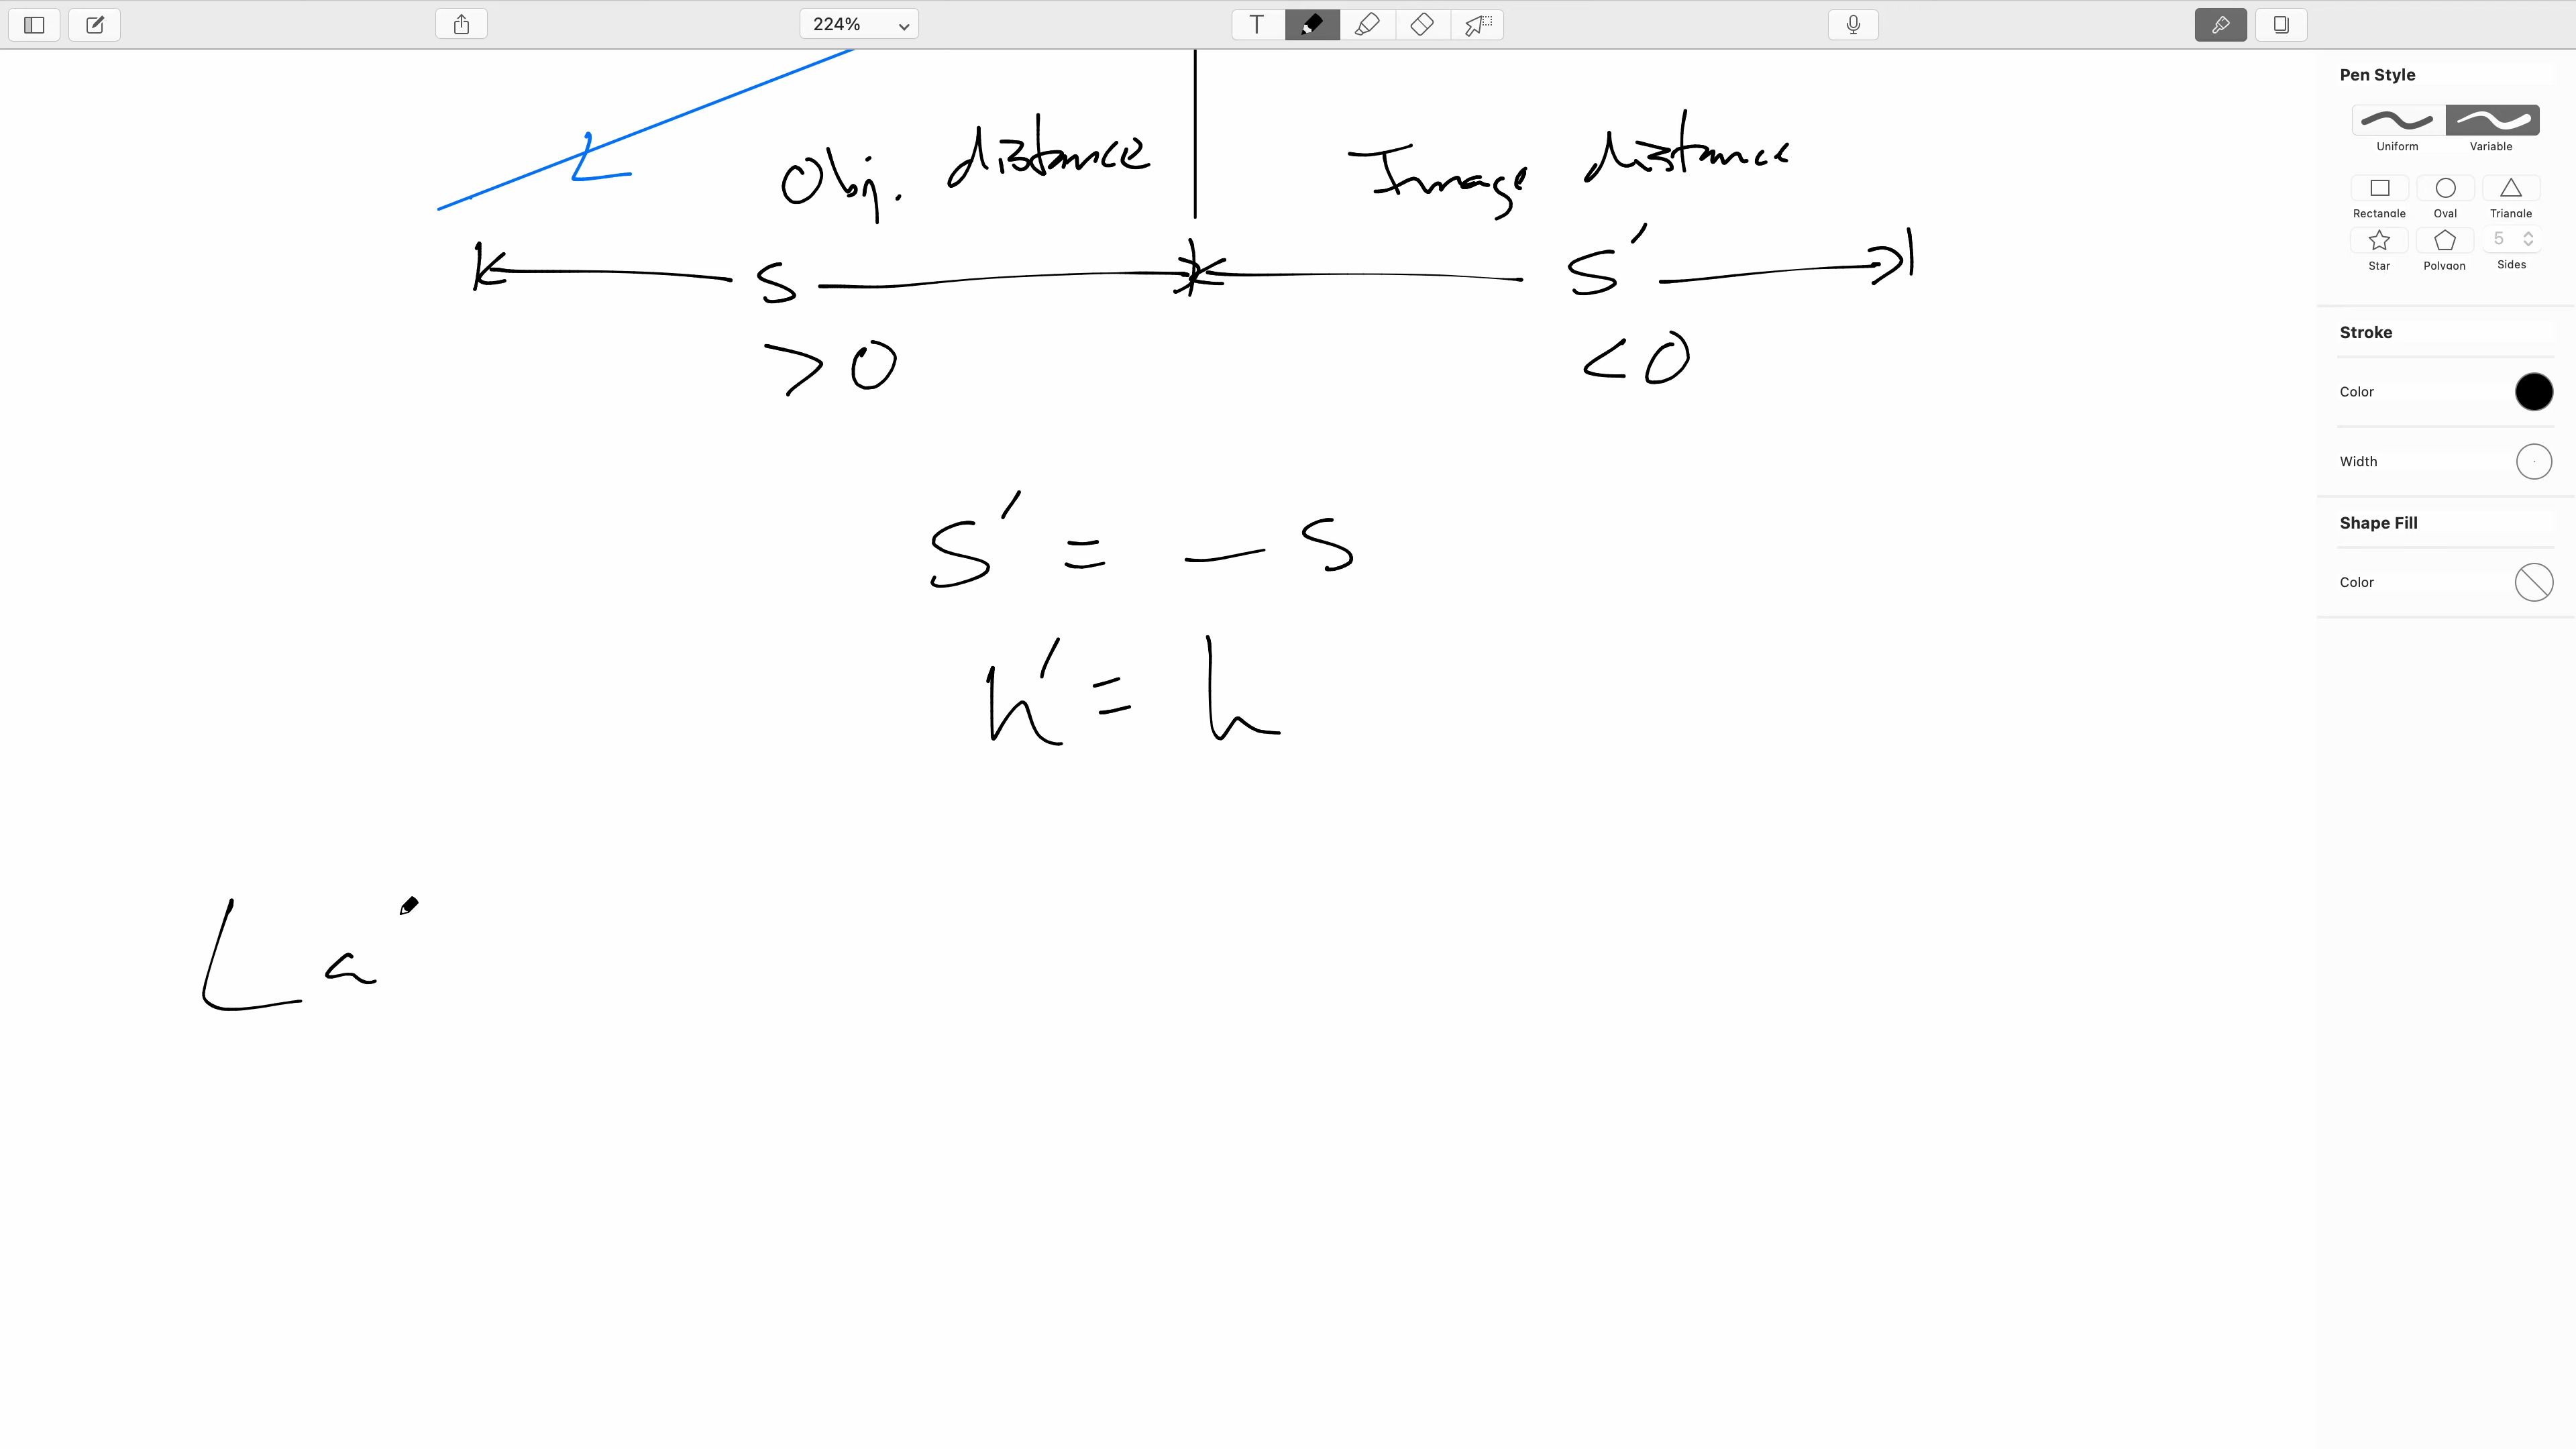 224%
T
Pen Style
Uniform Variable
Rectangle Oval Triangle
5
Star Polygon Sides
Stroke
Color
Width
Shape Fill
Color
L
Obj. distance Image distance
s s'
>0 <0
s' = - s
h' = h
La